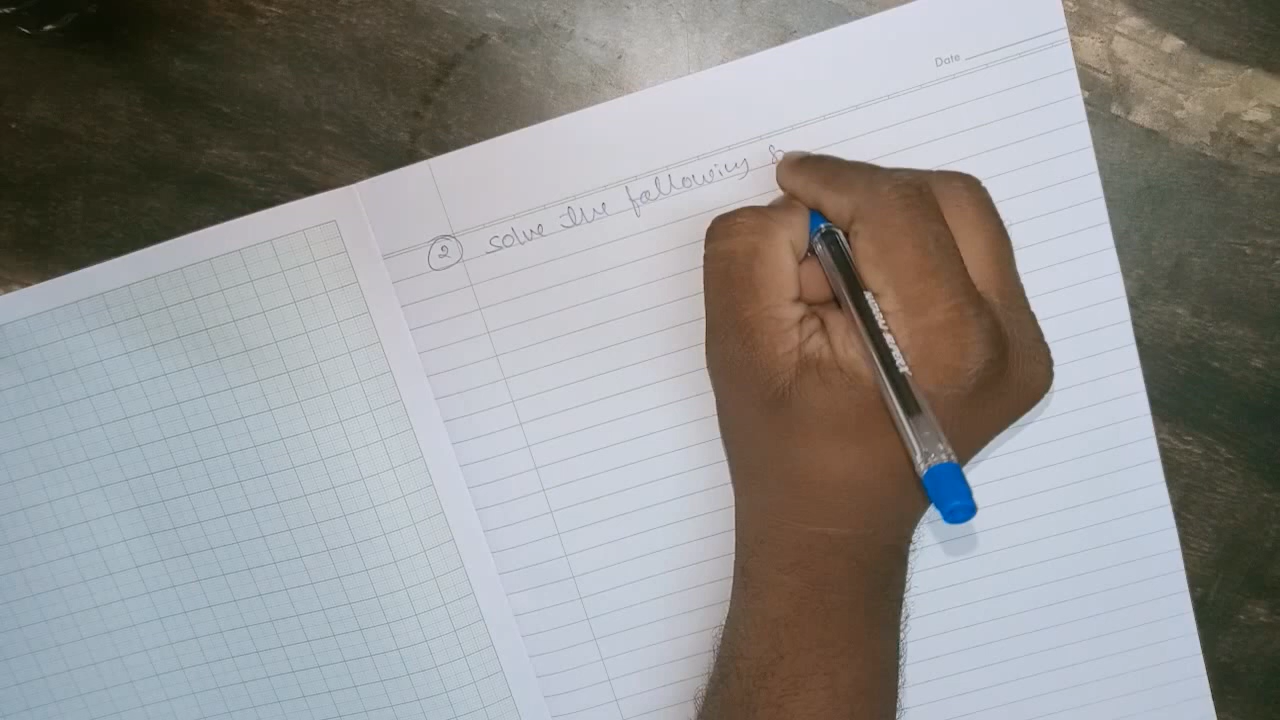 Date
② solve the following